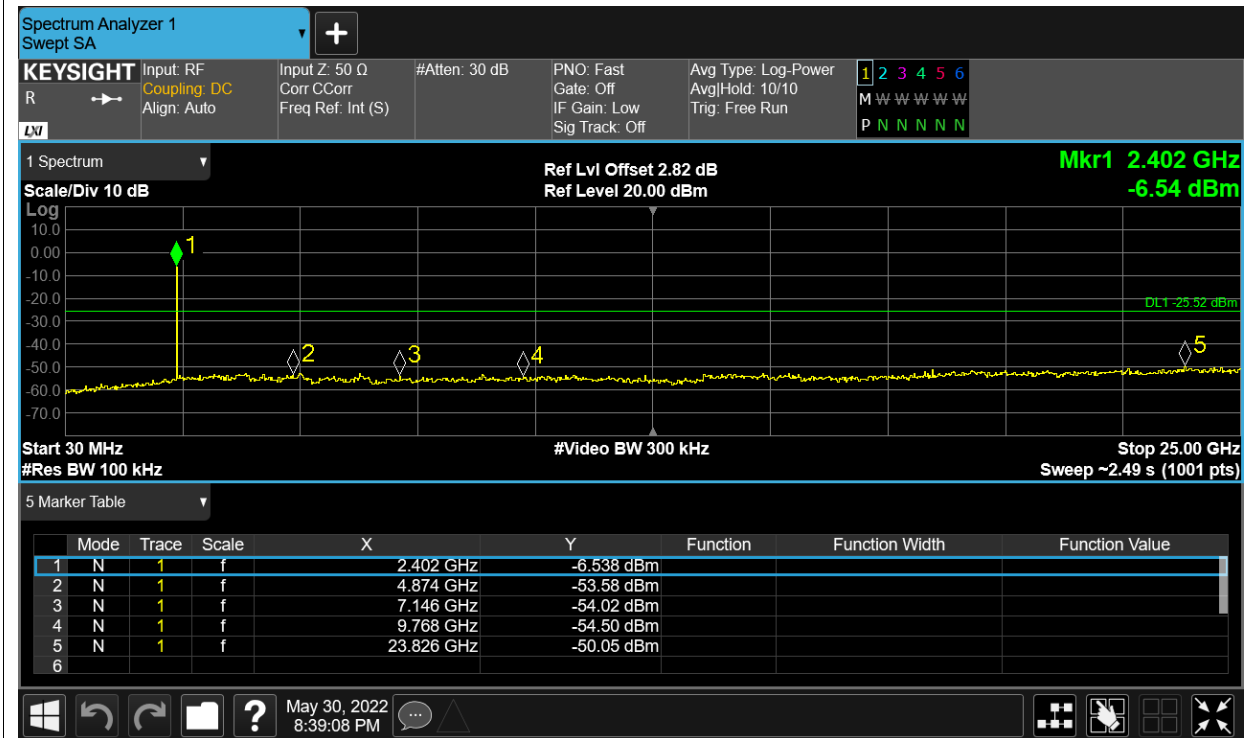 Spectrum Analyzer 1
Swept SA
+
KEYSIGHT
R
LXI
Input: RF
Coupling: DC
Align: Auto
Input Z: 50 Ω
Corr CCorr
Freq Ref: Int (S)
#Atten: 30 dB
PNO: Fast
Gate: Off
IF Gain: Low
Sig Track: Off
Avg Type: Log-Power
Avg|Hold: 10/10
Trig: Free Run
1 2 3 4 5 6
M W W W W W
P N N N N N
1 Spectrum
Scale/Div 10 dB
Ref Lvl Offset 2.82 dB
Ref Level 20.00 dBm
Mkr1 2.402 GHz
-6.54 dBm
Log
10.0
0.00
-10.0
-20.0
-30.0
-40.0
-50.0
-60.0
-70.0
1
DL1 -25.52 dBm
2
3
4
5
Start 30 MHz
#Res BW 100 kHz
#Video BW 300 kHz
Stop 25.00 GHz
Sweep ~2.49 s (1001 pts)
5 Marker Table
Mode Trace Scale X Y Function Function Width Function Value
1 N 1 f 2.402 GHz -6.538 dBm
2 N 1 f 4.874 GHz -53.58 dBm
3 N 1 f 7.146 GHz -54.02 dBm
4 N 1 f 9.768 GHz -54.50 dBm
5 N 1 f 23.826 GHz -50.05 dBm
6
?
May 30, 2022
8:39:08 PM